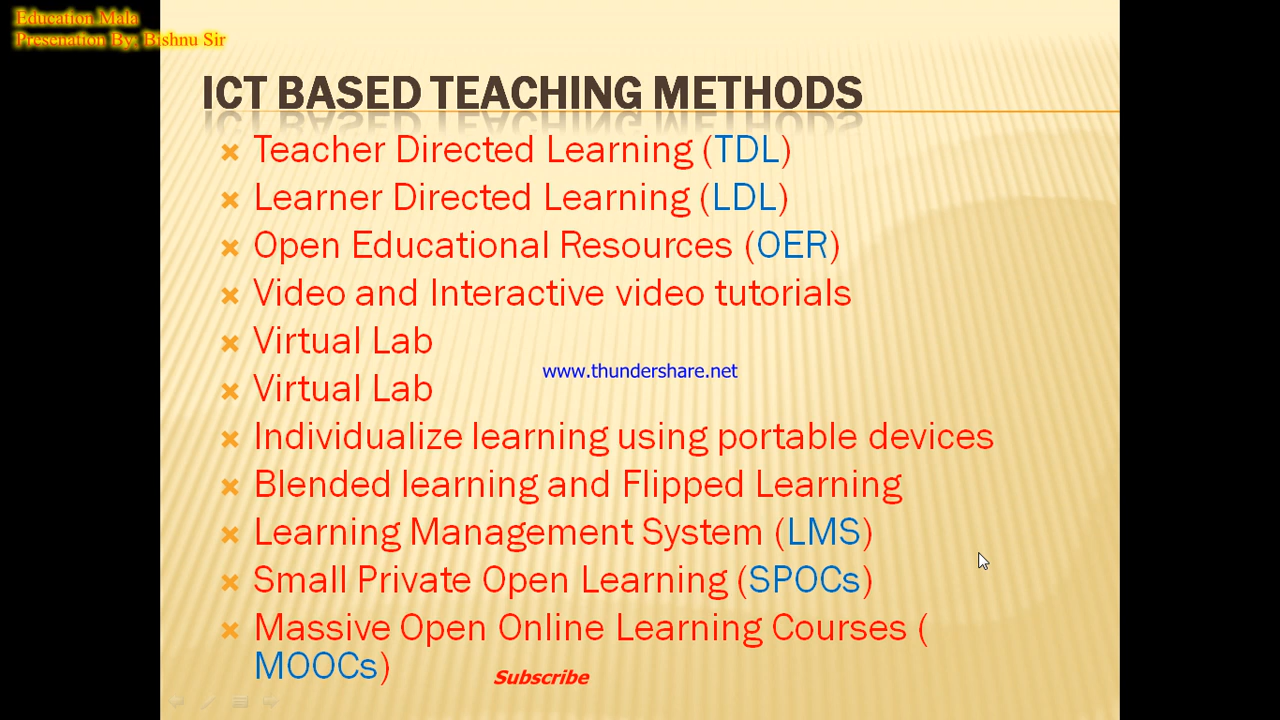 Education Mala
Presenation By: Bishnu Sir
ICT BASED TEACHING METHODS
Teacher Directed Learning (TDL)
Learner Directed Learning (LDL)
Open Educational Resources (OER)
Video and Interactive video tutorials
Virtual Lab
www.thundershare.net
Virtual Lab
Individualize learning using portable devices
Blended learning and Flipped Learning
Learning Management System (LMS)
Small Private Open Learning (SPOCs)
Massive Open Online Learning Courses (
MOOCs)
Subscribe